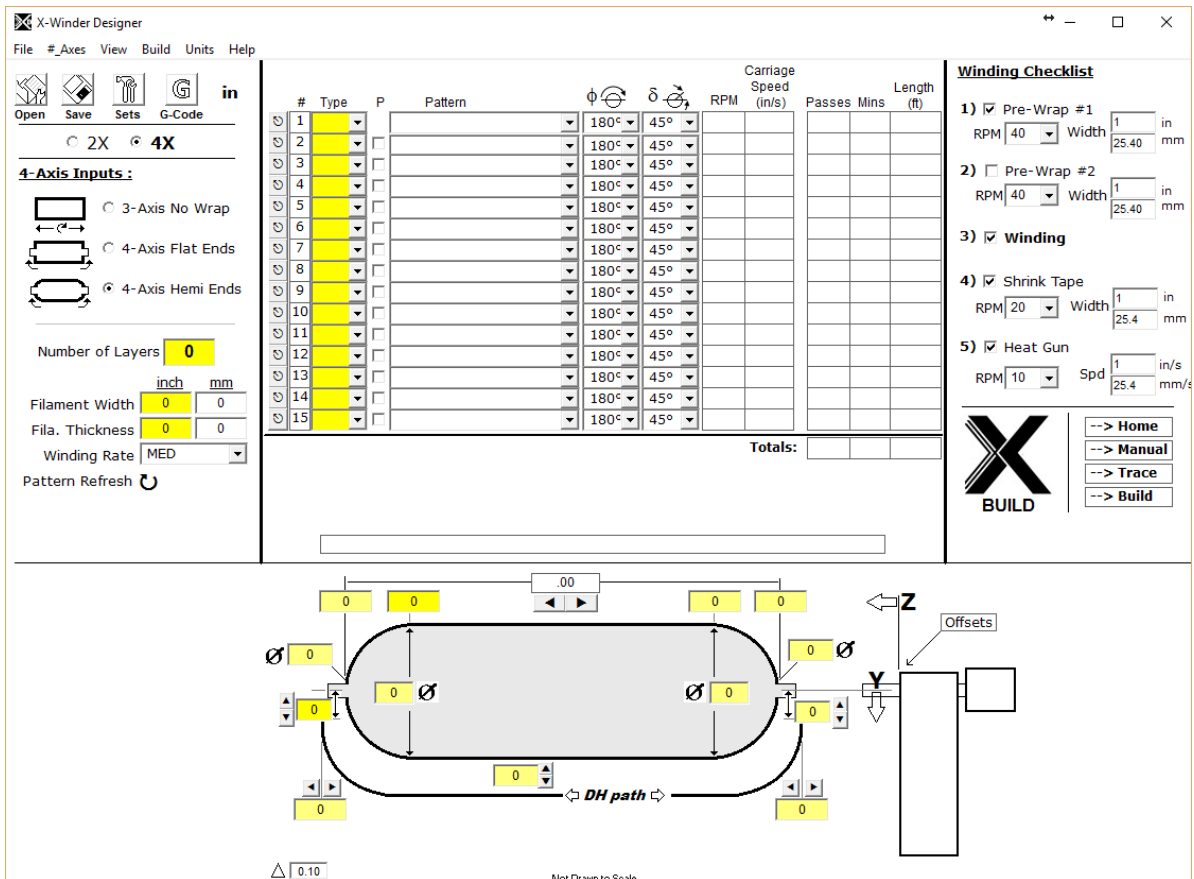 X-Winder Designer
File #_Axes View Build Units Help
Open Save Sets G-Code in
2X 4X
4-Axis Inputs :
3-Axis No Wrap
4-Axis Flat Ends
4-Axis Hemi Ends
Number of Layers 0
inch mm
Filament Width 0 0
Fila. Thickness 0 0
Winding Rate MED
Pattern Refresh
# Type P Pattern ϕ δ RPM Carriage Speed (in/s) Passes Mins Length (ft)
1 180° 45°
2 180° 45°
3 180° 45°
4 180° 45°
5 180° 45°
6 180° 45°
7 180° 45°
8 180° 45°
9 180° 45°
10 180° 45°
11 180° 45°
12 180° 45°
13 180° 45°
14 180° 45°
15 180° 45°
Totals:
Winding Checklist
1) Pre-Wrap #1
RPM 40 Width 1 in
25.40 mm
2) Pre-Wrap #2
RPM 40 Width 1 in
25.40 mm
3) Winding
4) Shrink Tape
RPM 20 Width 1 in
25.4 mm
5) Heat Gun
RPM 10 Spd 1 in/s
25.4 mm/s
BUILD
--> Home
--> Manual
--> Trace
--> Build
.00
0 0 0 0
Z
Offsets
Ø 0 0 Ø
0 Ø Ø 0
Y
0 0
0
DH path
0 0
△ 0.10
Not Drawn to Scale